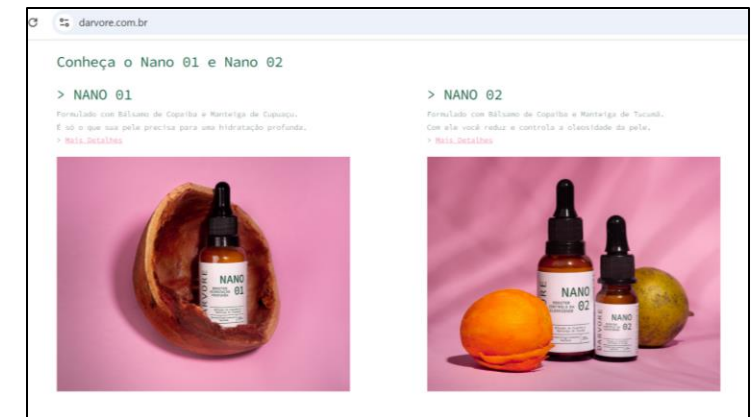 darvore.com.br
Conheça o Nano 01 e Nano 02
> NANO 01
Formulado com Bálsamo de Copaíba e Manteiga de Cupuaçu.
É só o que sua pele precisa para uma hidratação profunda.
> Mais Detalhes
> NANO 02
Formulado com Bálsamo de Copaíba e Manteiga de Tucumã.
Com ele você reduz e controla a oleosidade da pele.
> Mais Detalhes
DARVORE
NANO
01
NANO
02
DARVORE
NANO
02